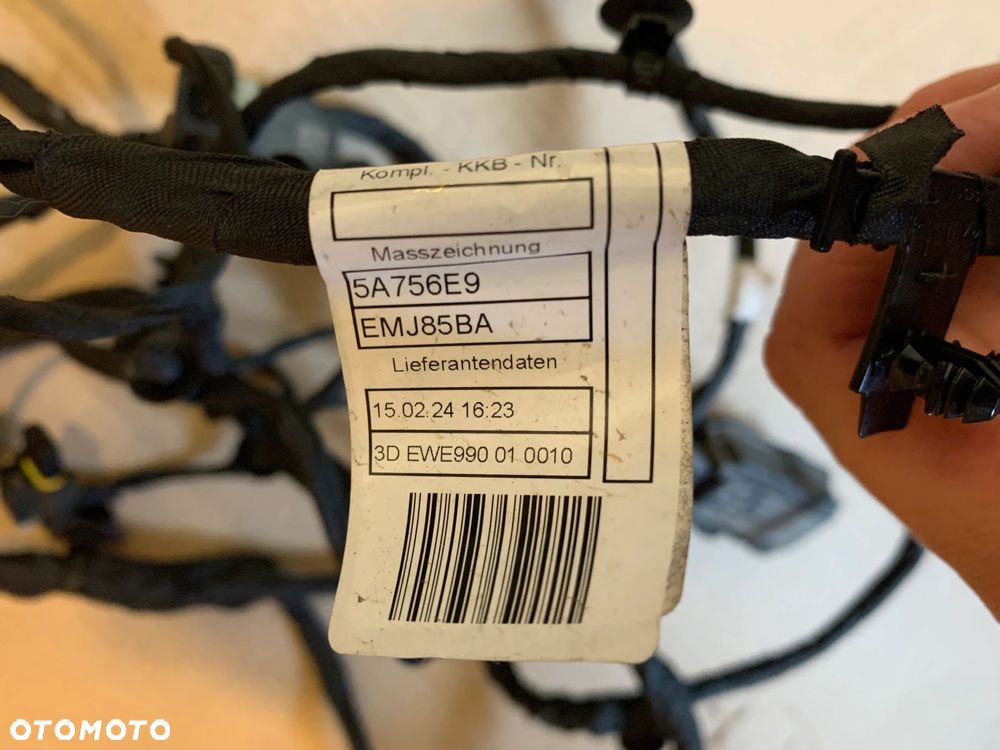 Kompl. - KKB - Nr.
Masszeichnung
5A756E9
EMJ85BA
Lieferantendaten
15.02.24 16:23
3D EWE990 01 0010
OTOMOTO